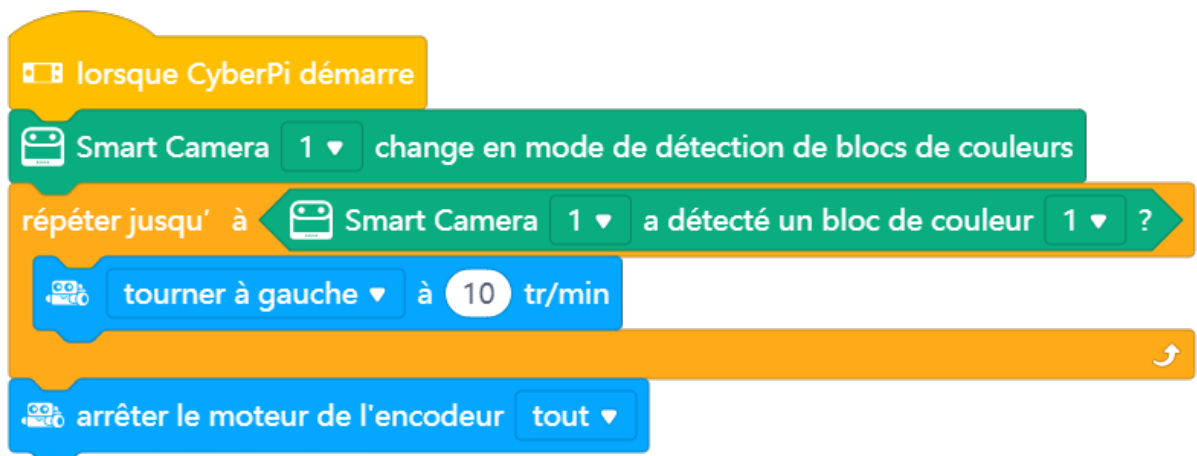 lorsque CyberPi démarre
Smart Camera 1 change en mode de détection de blocs de couleurs
répéter jusqu' à Smart Camera 1 a détecté un bloc de couleur 1 ?
tourner à gauche à 10 tr/min
arrêter le moteur de l'encodeur tout